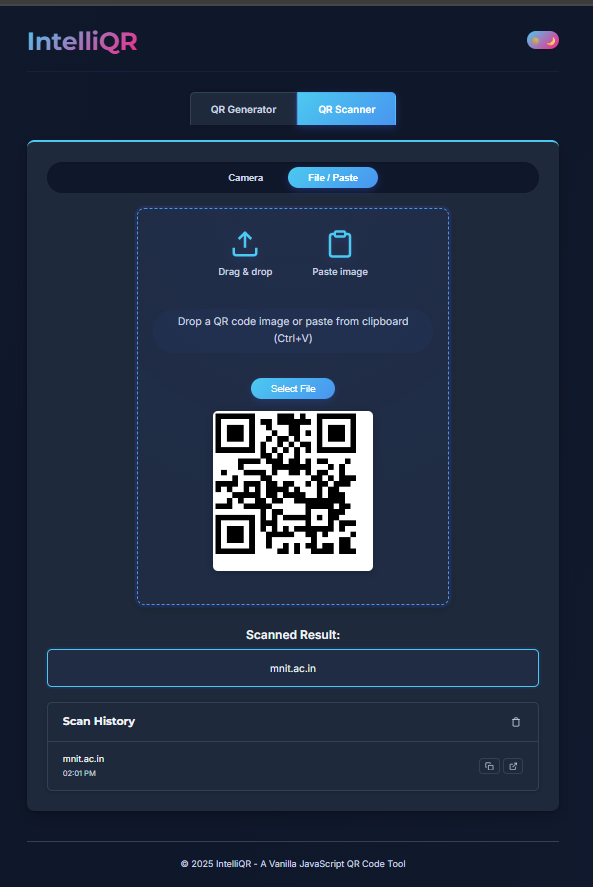 IntelliQR
QR Generator
QR Scanner
Camera
File / Paste
Drag & drop
Paste image
Drop a QR code image or paste from clipboard
(Ctrl+V)
Select File
Scanned Result:
mnit.ac.in
Scan History
mnit.ac.in
02:01 PM
© 2025 IntelliQR - A Vanilla JavaScript QR Code Tool